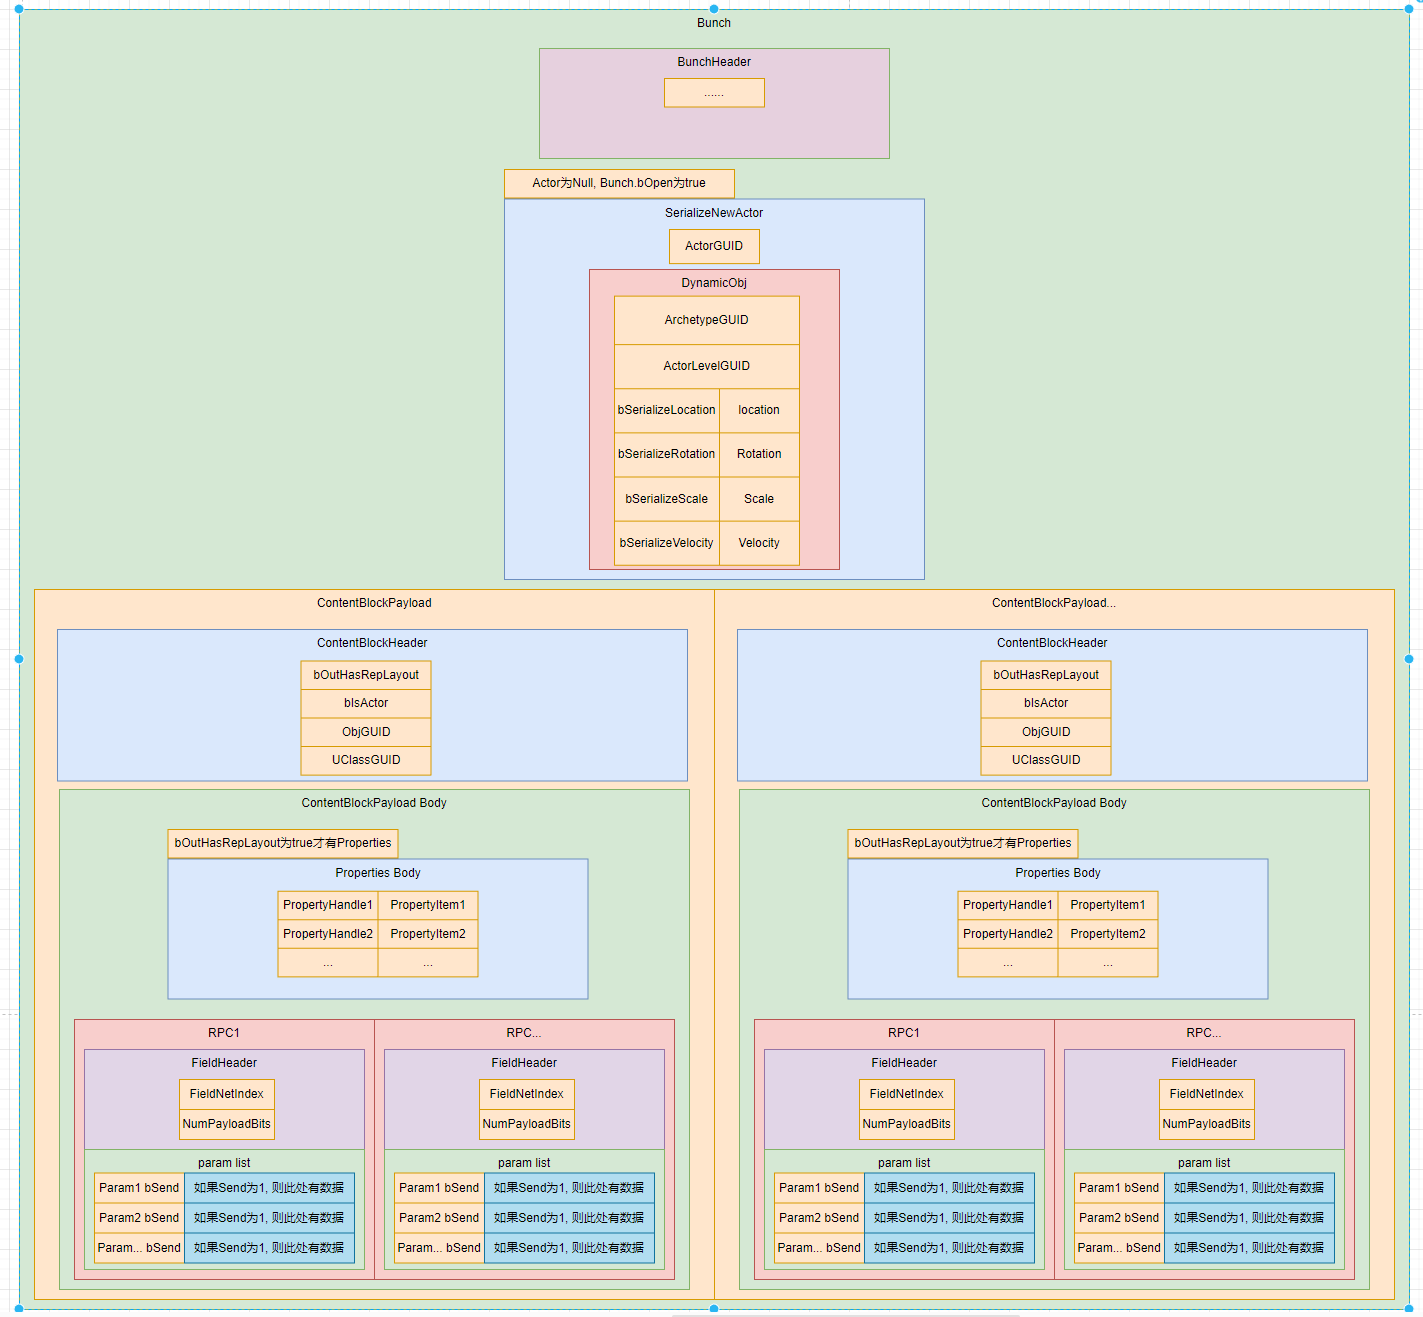 Bunch
BunchHeader
......
Actor为Null, Bunch.bOpen为true
SerializeNewActor
ActorGUID
DynamicObj
ArchetypeGUID
ActorLevelGUID
bSerializeLocation location
bSerializeRotation Rotation
bSerializeScale Scale
bSerializeVelocity Velocity
ContentBlockPayload
ContentBlockHeader
bOutHasRepLayout
bIsActor
ObjGUID
UClassGUID
ContentBlockPayload Body
bOutHasRepLayout为true才有Properties
Properties Body
PropertyHandle1 PropertyItem1
PropertyHandle2 PropertyItem2
... ...
RPC1
FieldHeader
FieldNetIndex
NumPayloadBits
param list
Param1 bSend 如果Send为1, 则此处有数据
Param2 bSend 如果Send为1, 则此处有数据
Param... bSend 如果Send为1, 则此处有数据
RPC...
FieldHeader
FieldNetIndex
NumPayloadBits
param list
Param1 bSend 如果Send为1, 则此处有数据
Param2 bSend 如果Send为1, 则此处有数据
Param... bSend 如果Send为1, 则此处有数据
ContentBlockPayload...
ContentBlockHeader
bOutHasRepLayout
bIsActor
ObjGUID
UClassGUID
ContentBlockPayload Body
bOutHasRepLayout为true才有Properties
Properties Body
PropertyHandle1 PropertyItem1
PropertyHandle2 PropertyItem2
... ...
RPC1
FieldHeader
FieldNetIndex
NumPayloadBits
param list
Param1 bSend 如果Send为1, 则此处有数据
Param2 bSend 如果Send为1, 则此处有数据
Param... bSend 如果Send为1, 则此处有数据
RPC...
FieldHeader
FieldNetIndex
NumPayloadBits
param list
Param1 bSend 如果Send为1, 则此处有数据
Param2 bSend 如果Send为1, 则此处有数据
Param... bSend 如果Send为1, 则此处有数据